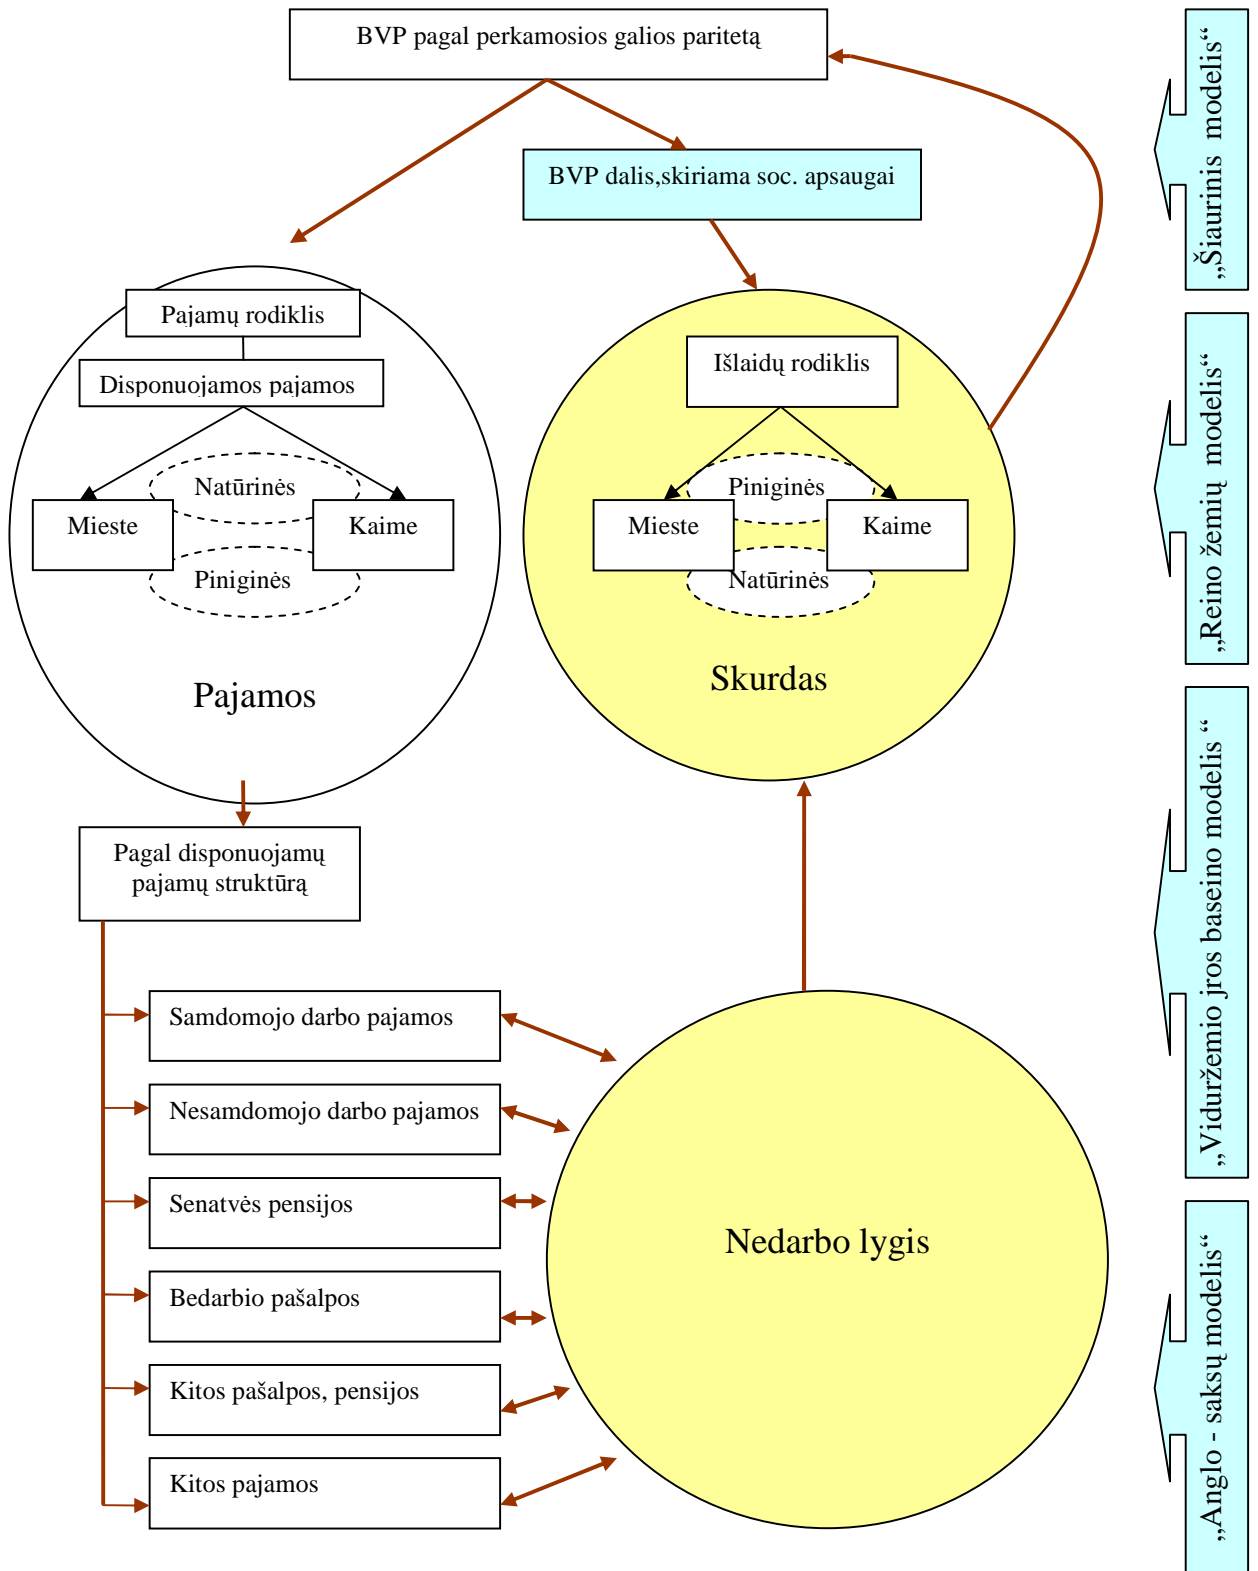 BVP pagal perkamosios galios paritetą
BVP dalis,skiriama soc. apsaugai
Pajamų rodiklis
Disponuojamos pajamos
Natūrinės
Mieste
Kaime
Piniginės
Pajamos
Išlaidų rodiklis
Piniginės
Mieste
Kaime
Natūrinės
Skurdas
Pagal disponuojamų
pajamų struktūrą
Samdomojo darbo pajamos
Nesamdomojo darbo pajamos
Senatvės pensijos
Bedarbio pašalpos
Kitos pašalpos, pensijos
Kitos pajamos
Nedarbo lygis
„Šiaurinis modelis“
„Reino žemių modelis“
„Viduržemio jros baseino modelis “
„Anglo - saksų modelis“